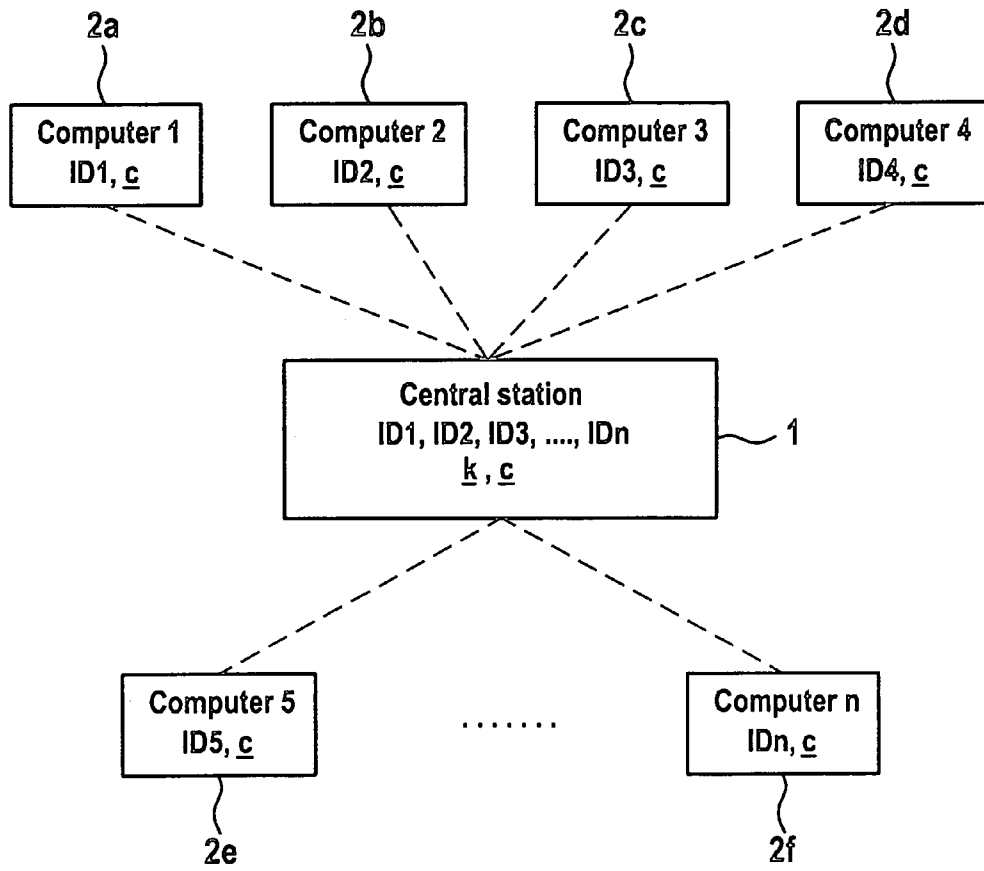 2a
2b
2c
2d
Computer 1
ID1, c
Computer 2
ID2, c
Computer 3
ID3, c
Computer 4
ID4, c
Central station
ID1, ID2, ID3, ...., IDn
k , c
1
Computer 5
ID5, c
.......
Computer n
IDn, c
2e
2f